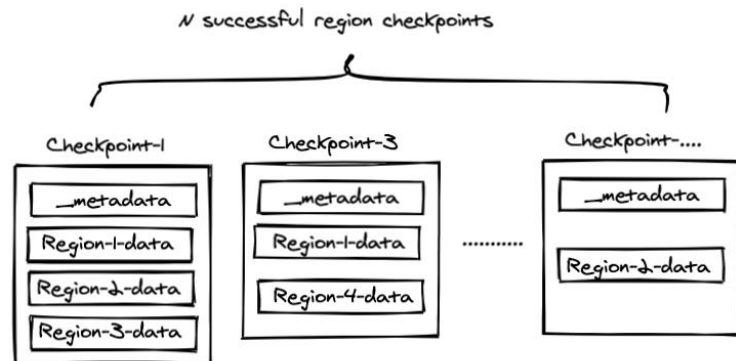 N successful region checkpoints
Checkpoint-1
_metadata
Region-1-data
Region-2-data
Region-3-data
Checkpoint-3
_metadata
Region-1-data
Region-4-data
...........
Checkpoint-....
_metadata
Region-2-data